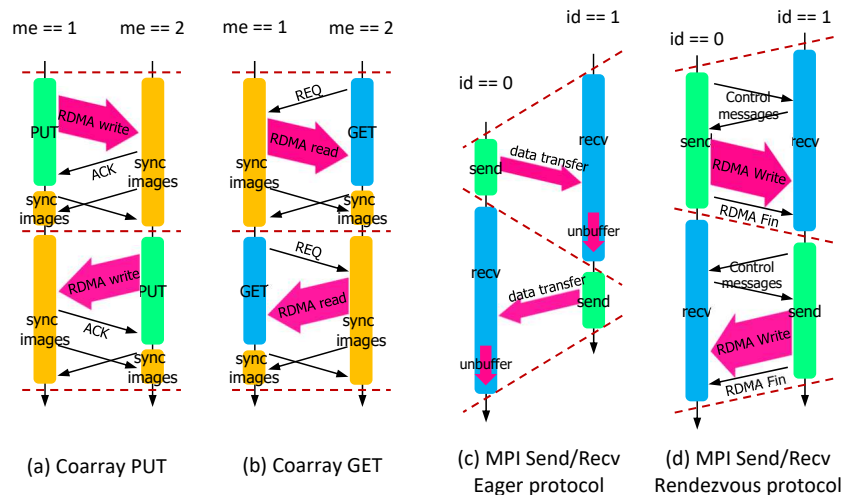 me == 1
me == 2
PUT
RDMA write
ACK
sync
images
sync
images
RDMA write
PUT
sync
images
ACK
sync
images
(a) Coarray PUT
me == 1
me == 2
REQ
GET
RDMA read
sync
images
sync
images
REQ
GET
RDMA read
sync
images
sync
images
(b) Coarray GET
id == 0
id == 1
recv
send
data transfer
unbuffer
recv
data transfer
send
unbuffer
(c) MPI Send/Recv
Eager protocol
id == 0
id == 1
Control
messages
send
recv
RDMA Write
RDMA Fin
Control
messages
recv
send
RDMA Write
RDMA Fin
(d) MPI Send/Recv
Rendezvous protocol